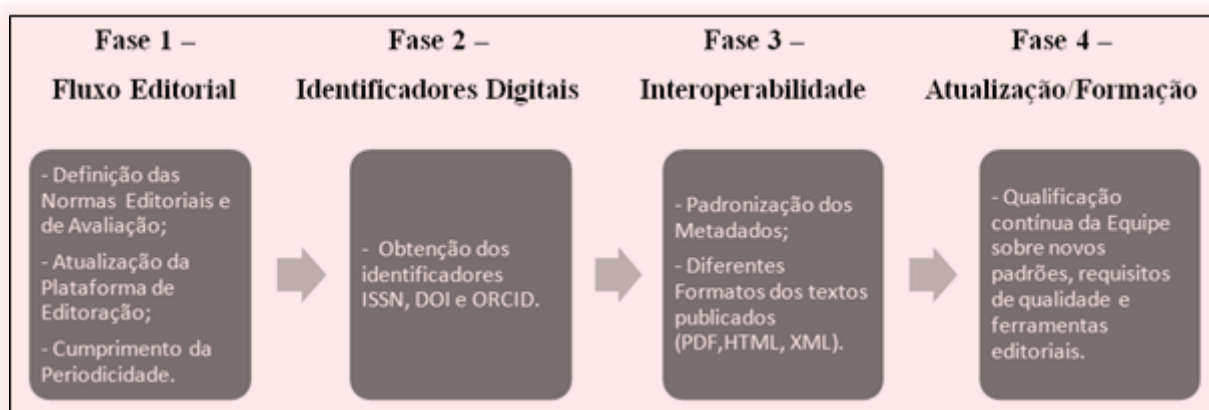 Fase 1 –
Fluxo Editorial
- Definição das
Normas Editoriais e
de Avaliação;
- Atualização da
Plataforma de
Editoração;
- Cumprimento da
Periodicidade.
Fase 2 –
Identificadores Digitais
- Obtenção dos
identificadores
ISSN, DOI e ORCID.
Fase 3 –
Interoperabilidade
- Padronização dos
Metadados;
- Diferentes
Formatos dos textos
publicados
(PDF,HTML, XML).
Fase 4 –
Atualização/Formação
- Qualificação
contínua da Equipe
sobre novos
padrões, requisitos
de qualidade e
ferramentas
editoriais.